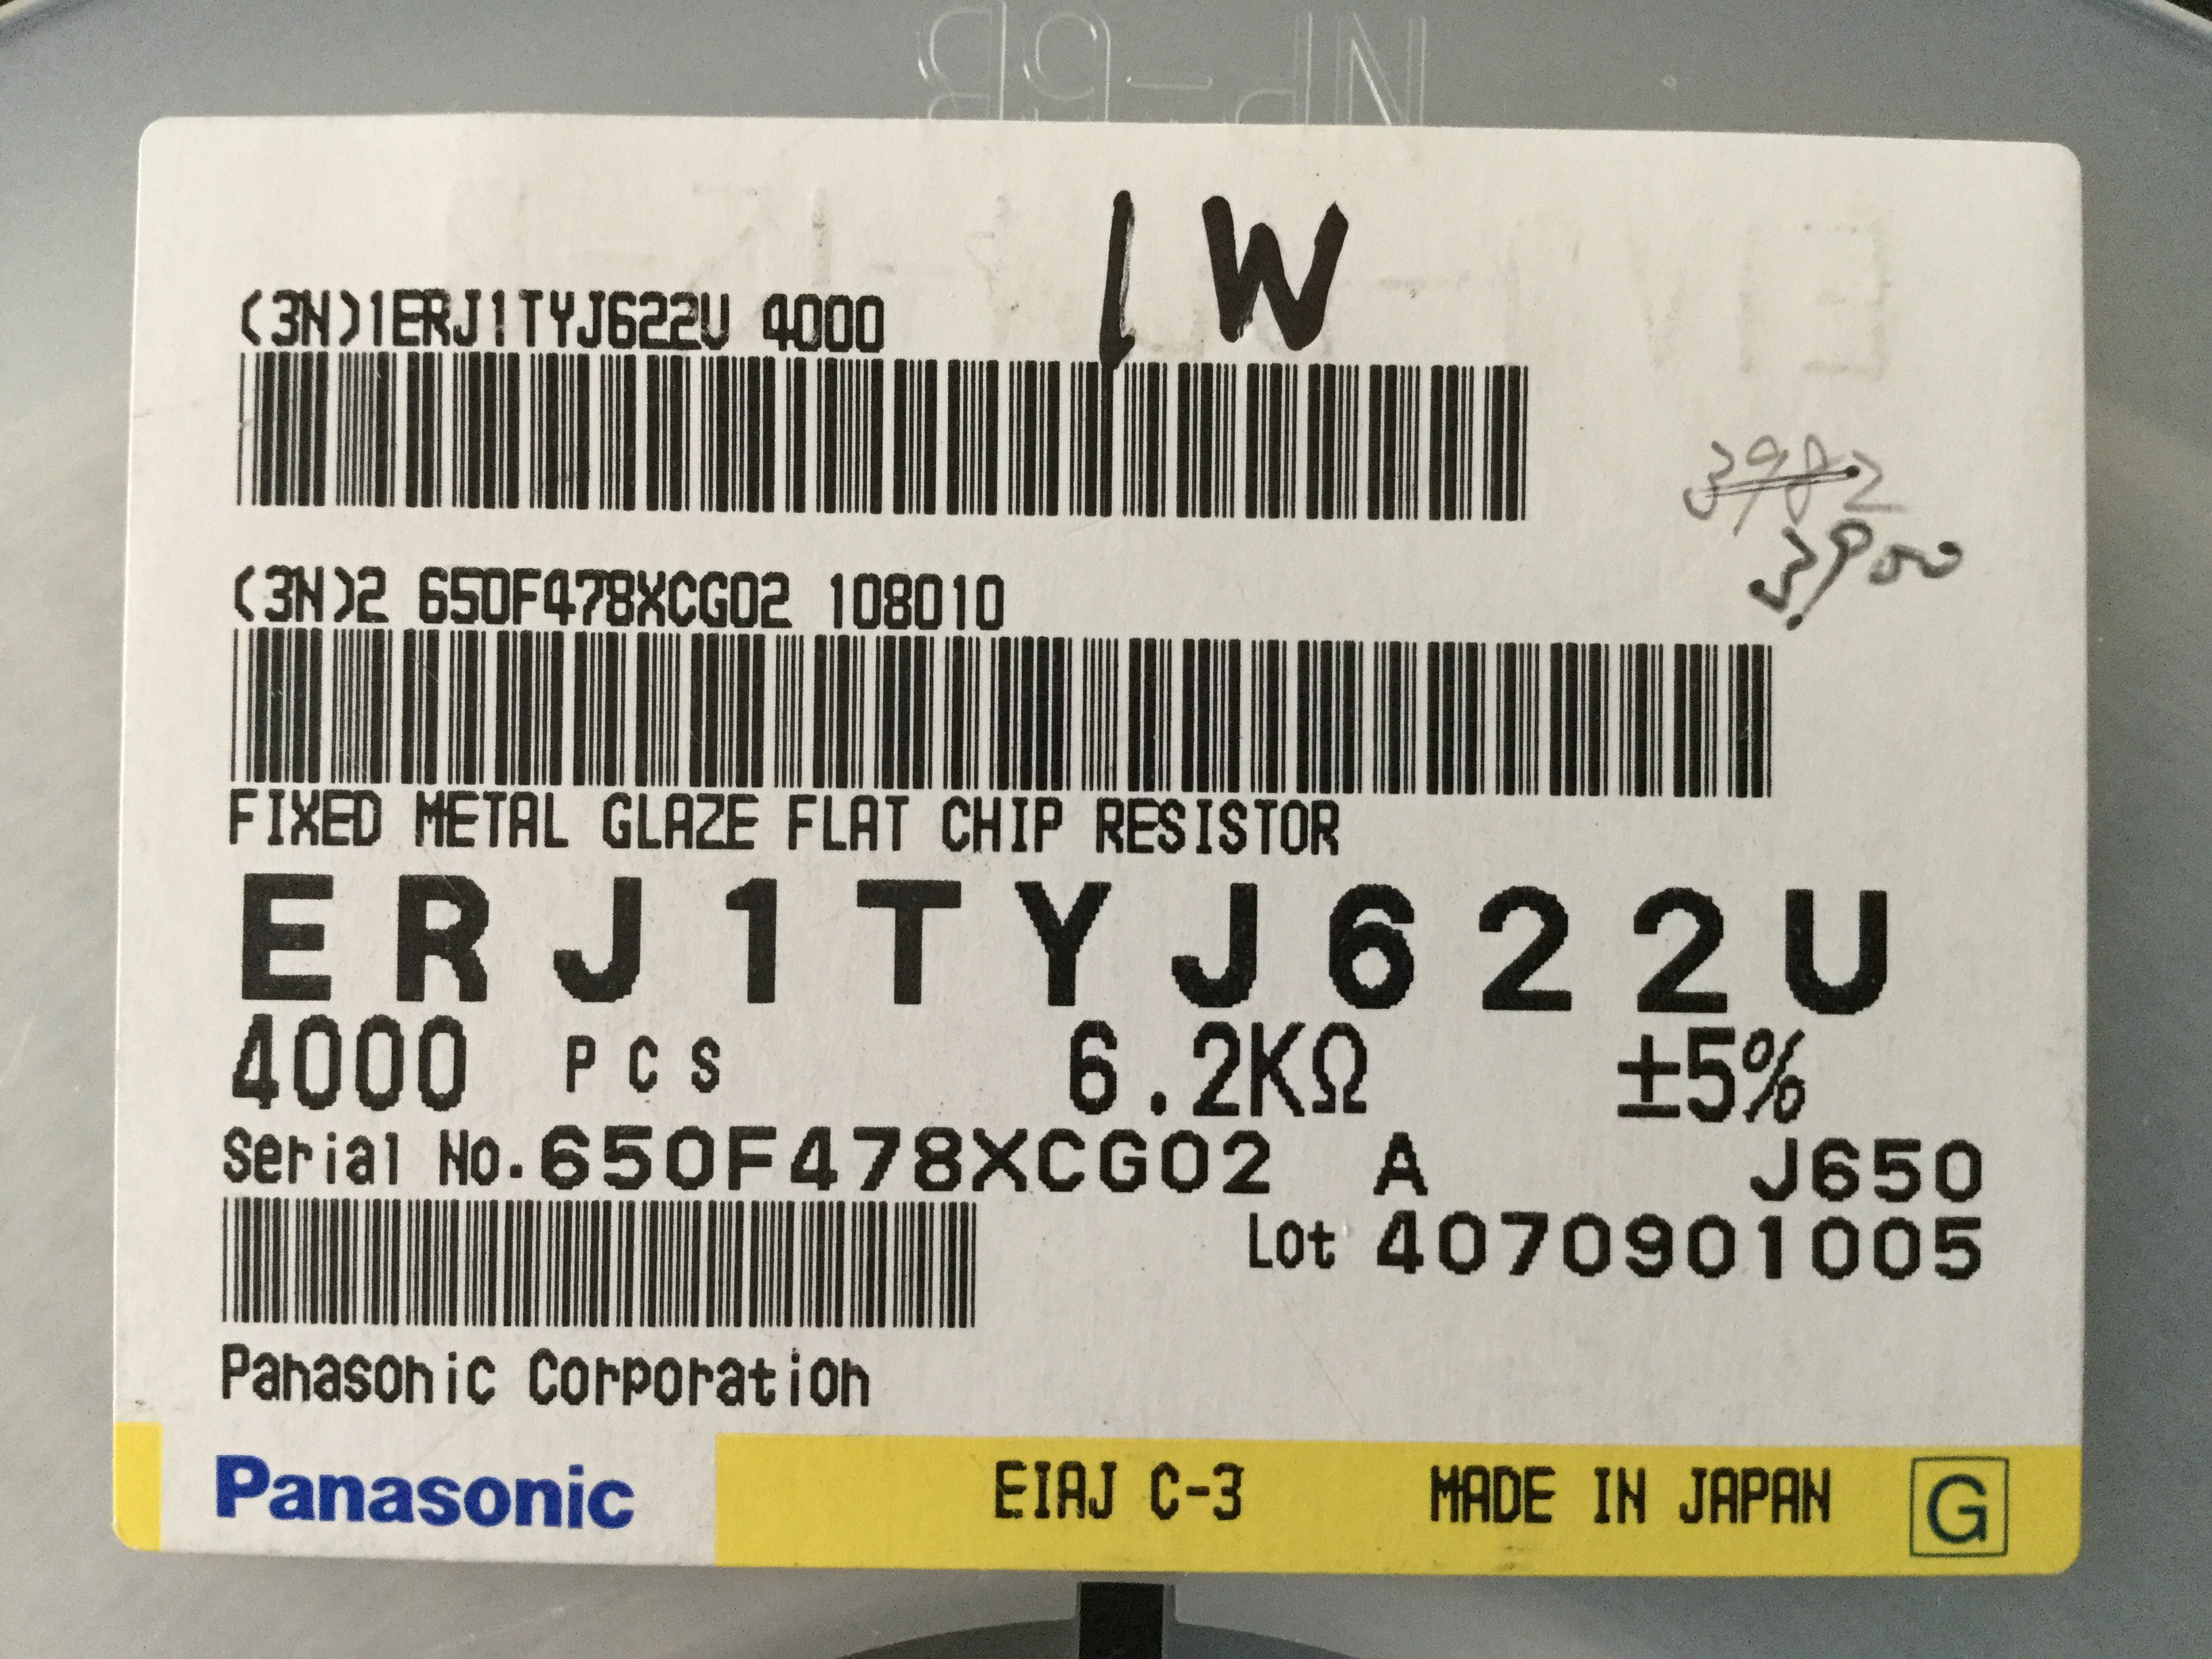 1W
(3N)1ERJ1TYJ622U 4000
3982
3900
(3N)2 650F478XCG02 108010
FIXED METAL GLAZE FLAT CHIP RESISTOR
ERJ1TYJ622U
4000 PCS 6.2KΩ ±5%
Serial No.650F478XCG02 A J650
Lot 4070901005
Panasonic Corporation
Panasonic EIAJ C-3 MADE IN JAPAN G